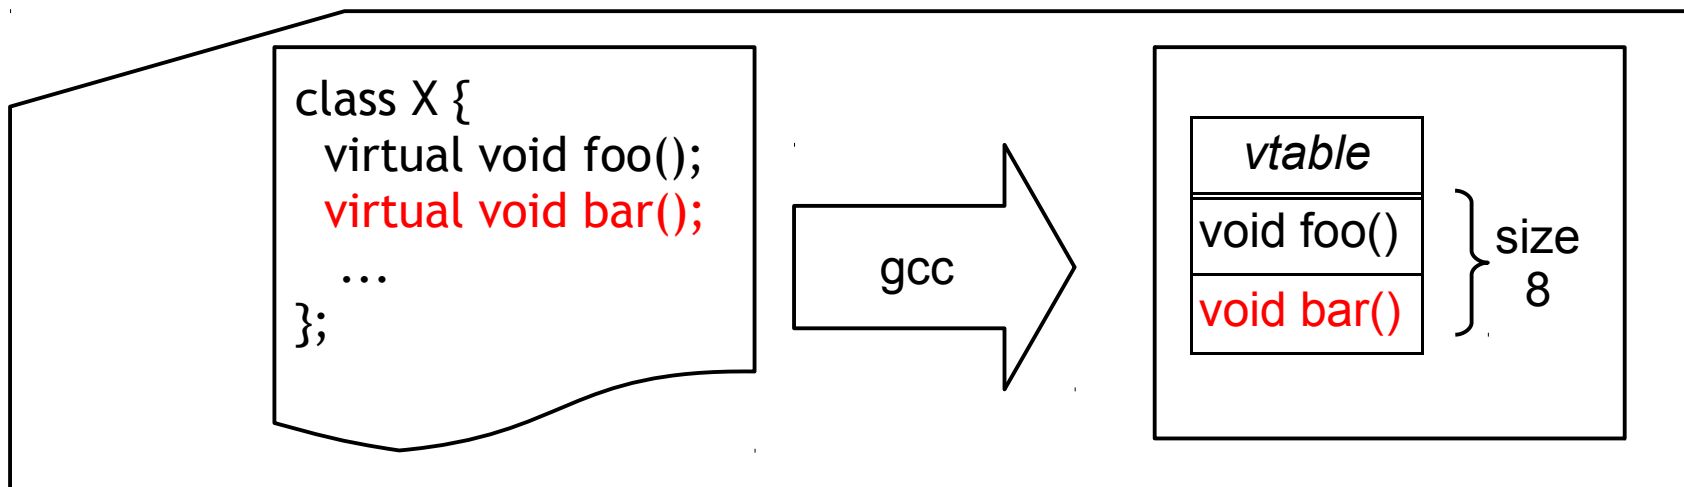 class X {
virtual void foo();
virtual void bar();
...
};
gcc
vtable
void foo()
void bar()
size
8